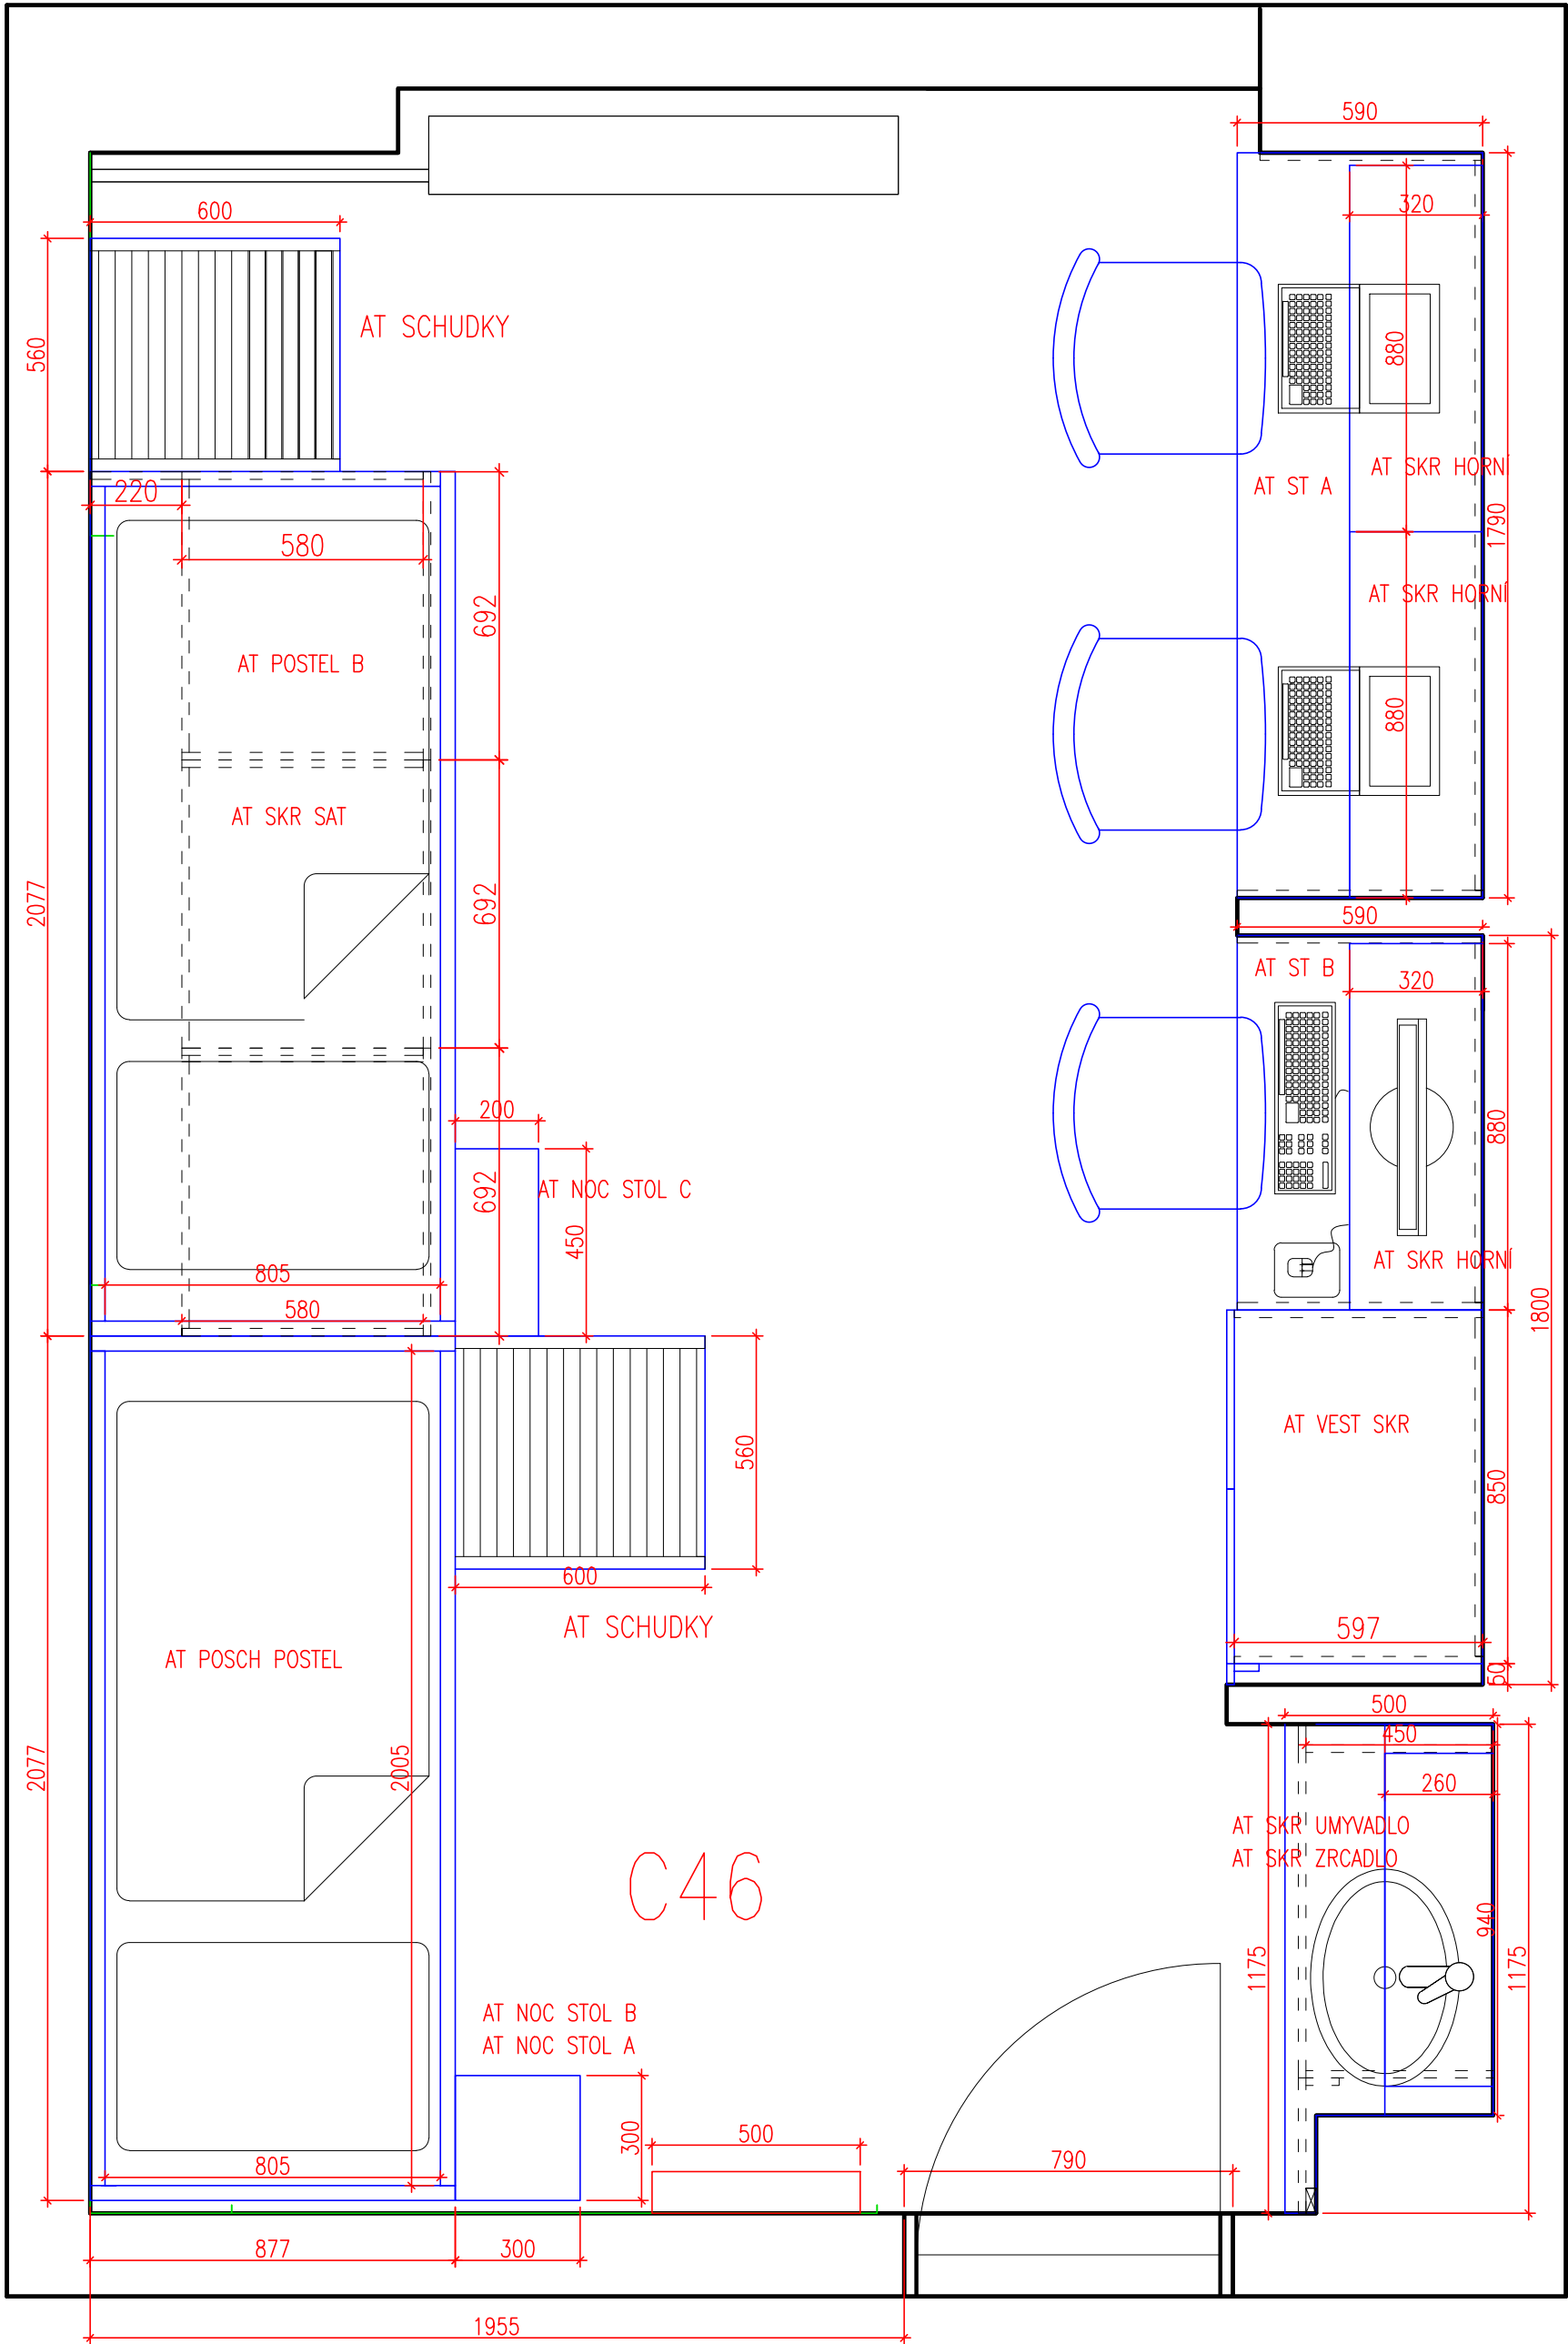 590
320
600
AT SCHUDKY
560
880
AT SKR HORNÍ
AT ST A
220
1790
580
692
AT SKR HORNÍ
AT POSTEL B
880
AT SKR SAT
2077
692
590
AT ST B
320
200
880
AT NOC STOL C
692
450
AT SKR HORNÍ
805
580
1800
AT VEST SKR
560
850
600
AT SCHUDKY
597
AT POSCH POSTEL
50
500
450
2077
2005
260
AT SKR UMYVADLO
AT SKR ZRCADLO
C46
940
1175
1175
AT NOC STOL B
AT NOC STOL A
300
500
790
805
877
300
1955